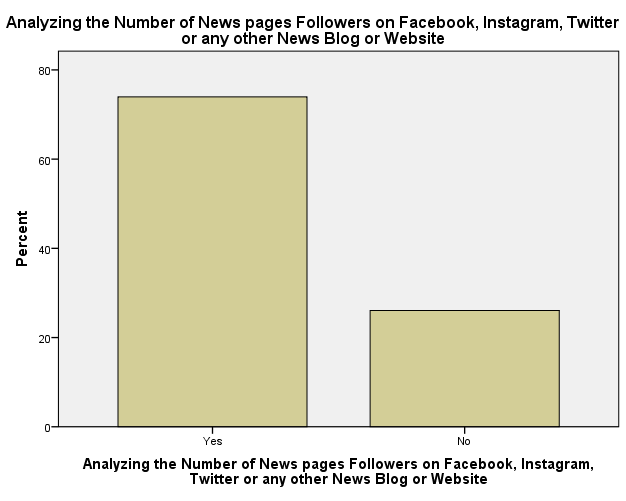 Analyzing the Number of News pages Followers on Facebook, Instagram, Twitter
or any other News Blog or Website
80
60
40
20
0
Percent
Yes
No
Analyzing the Number of News pages Followers on Facebook, Instagram,
Twitter or any other News Blog or Website